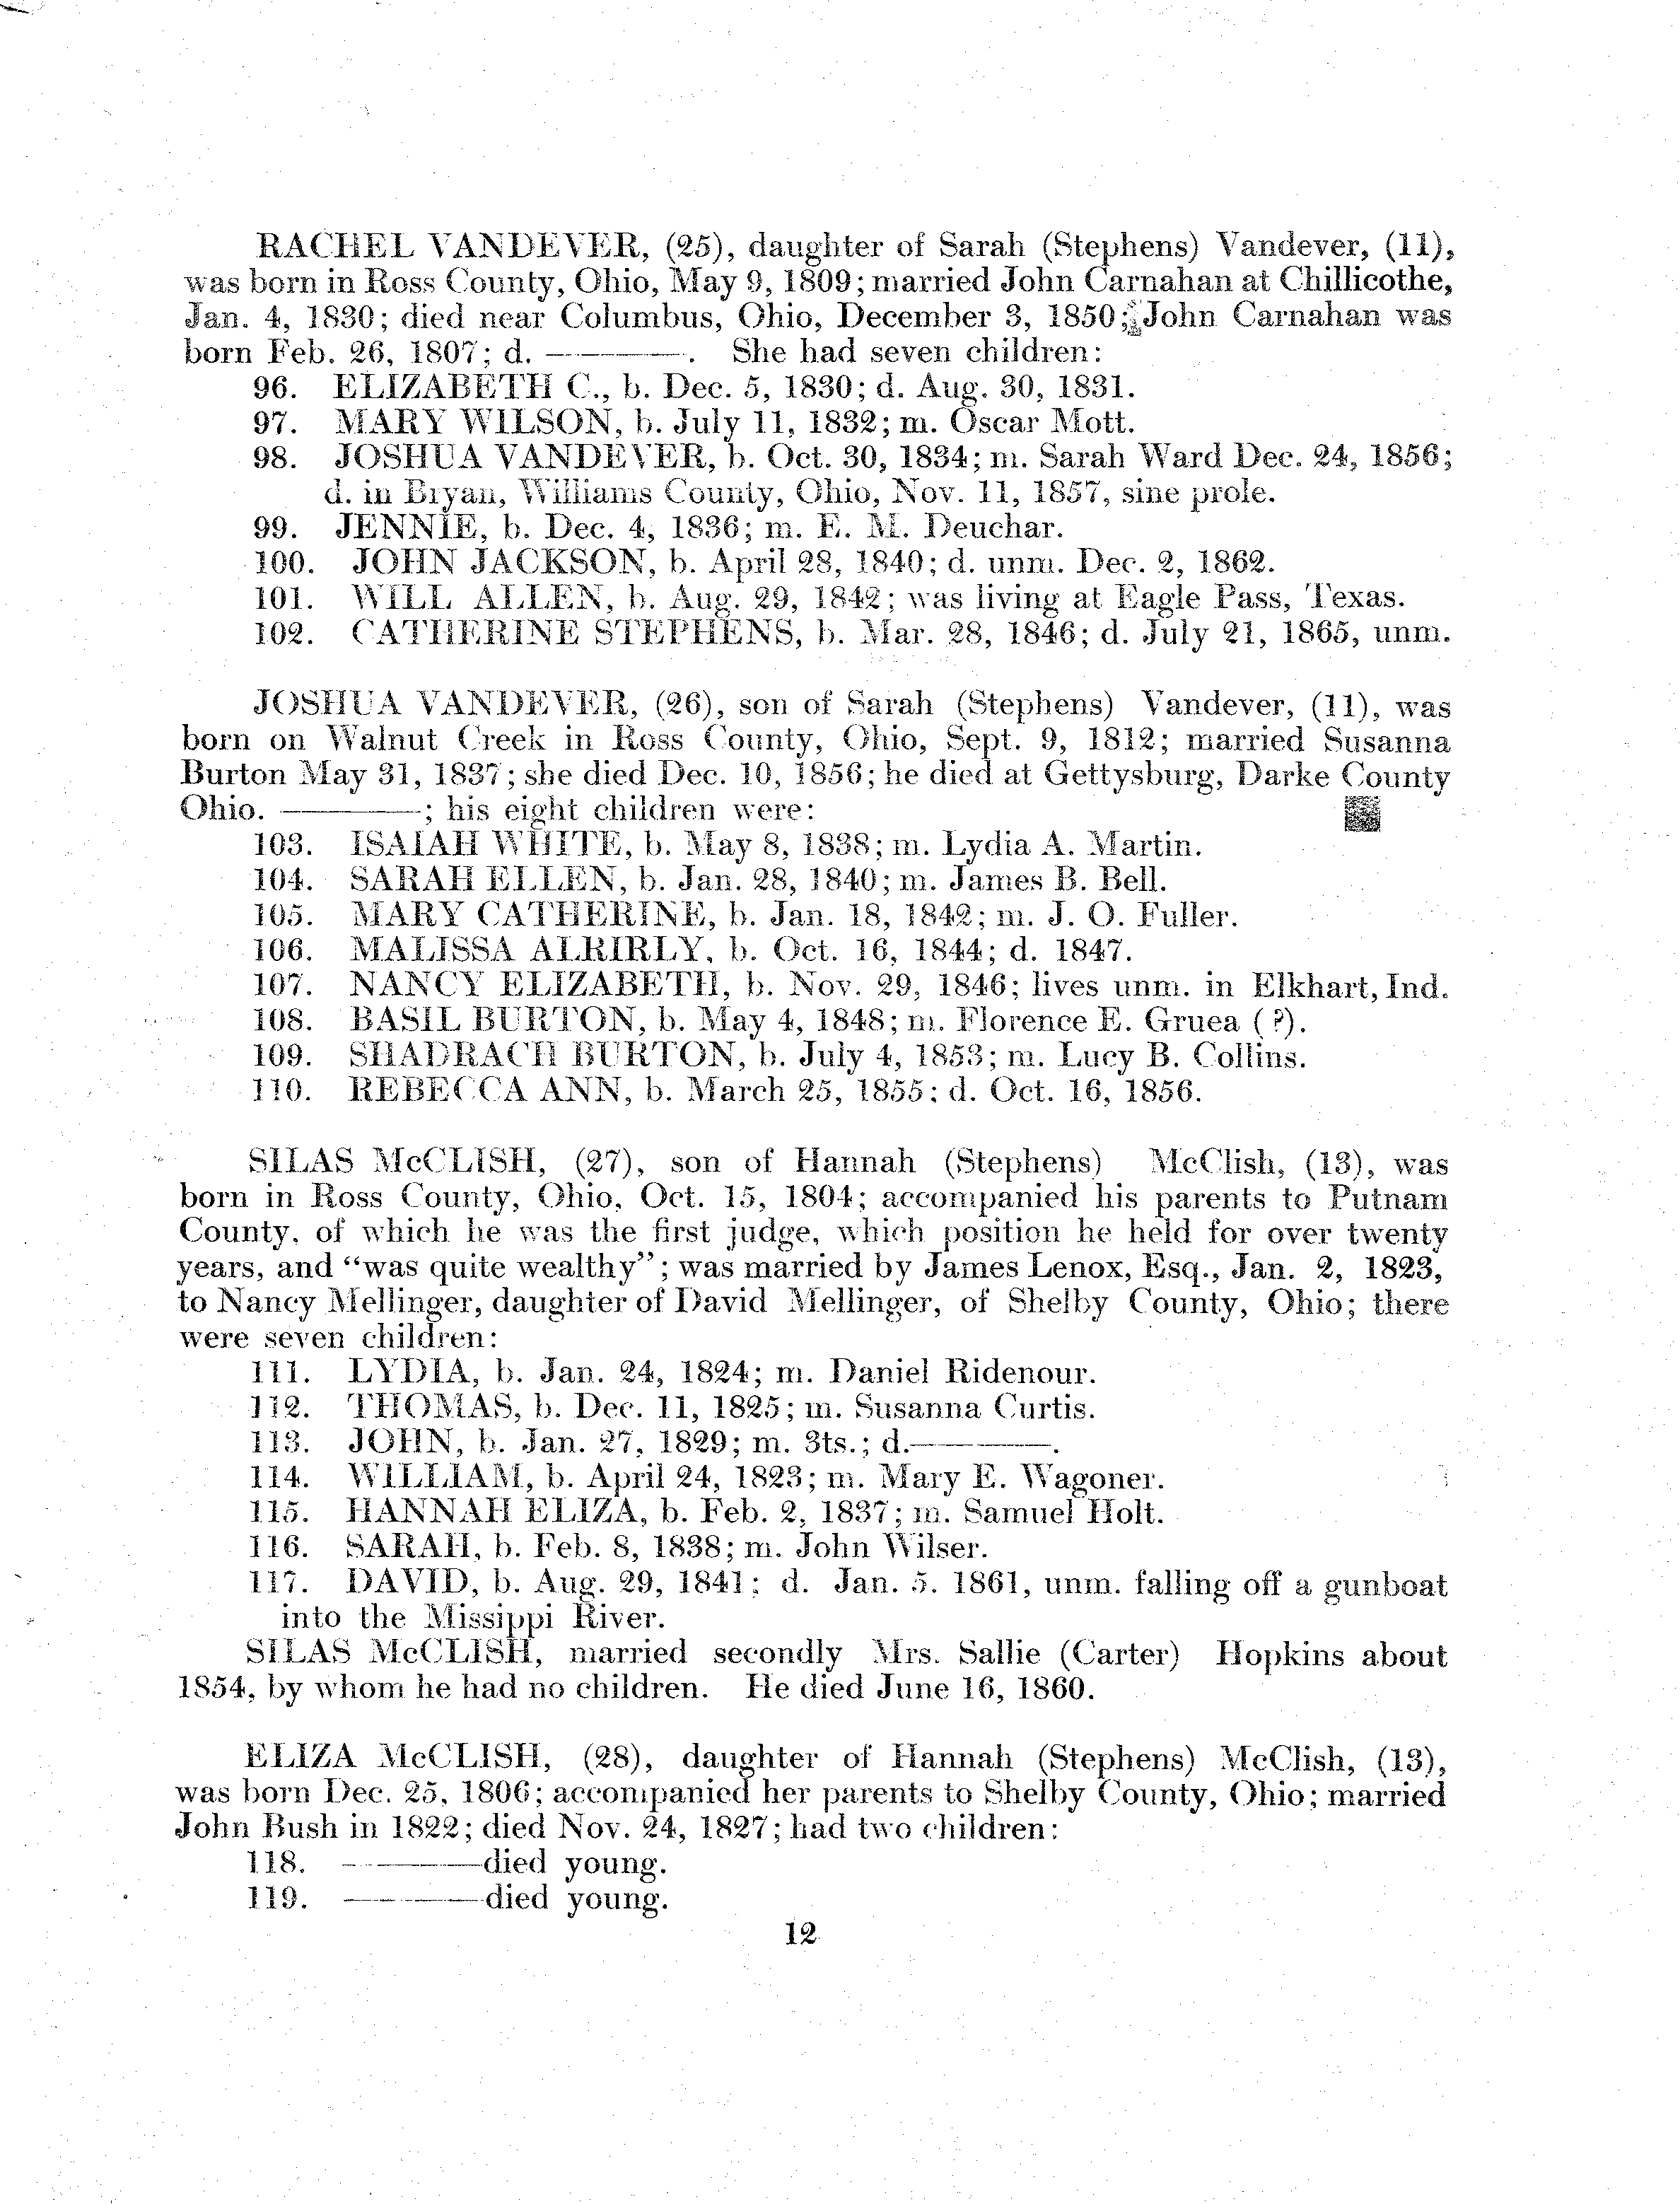 RACHEL VANDEVER, (25), daughter of Sarah (Stephens) Vandever, (11),
was born in Ross County, Ohio, May 9, 1809; married John Carnahan at Chillicothe,
Jan. 4, 1830; died near Columbus, Ohio, December 3, 1850; John Carnahan was
born Feb. 26, 1807; d. ————. She had seven children:
96. ELIZABETH C., b. Dec. 5, 1830; d. Aug. 30, 1831.
97. MARY WILSON, b. July 11, 1832; m. Oscar Mott.
98. JOSHUA VANDEVER, b. Oct. 30, 1834; m. Sarah Ward Dec. 24, 1856;
d. in Bryan, Williams County, Ohio, Nov. 11, 1857, sine prole.
99. JENNIE, b. Dec. 4, 1836; m. E. M. Deuchar.
100. JOHN JACKSON, b. April 28, 1840; d. unm. Dec. 2, 1862.
101. WILL ALLEN, b. Aug. 29, 1842; was living at Eagle Pass, Texas.
102. CATHERINE STEPHENS, b. Mar. 28, 1846; d. July 21, 1865, unm.
JOSHUA VANDEVER, (26), son of Sarah (Stephens) Vandever, (11), was
born on Walnut Creek in Ross County, Ohio, Sept. 9, 1812; married Susanna
Burton May 31, 1837; she died Dec. 10, 1856; he died at Gettysburg, Darke County
Ohio. ————; his eight children were:
103. ISAIAH WHITE, b. May 8, 1838; m. Lydia A. Martin.
104. SARAH ELLEN, b. Jan. 28, 1840; m. James B. Bell.
105. MARY CATHERINE, b. Jan. 18, 1842; m. J. O. Fuller.
106. MALISSA ALKIRLY, b. Oct. 16, 1844; d. 1847.
107. NANCY ELIZABETH, b. Nov. 29, 1846; lives unm. in Elkhart, Ind.
108. BASIL BURTON, b. May 4, 1848; m. Florence E. Gruea (?).
109. SHADRACH BURTON, b. July 4, 1853; m. Lucy B. Collins.
110. REBECCA ANN, b. March 25, 1855; d. Oct. 16, 1856.
SILAS McCLISH, (27), son of Hannah (Stephens) McClish, (13), was
born in Ross County, Ohio, Oct. 15, 1804; accompanied his parents to Putnam
County, of which he was the first judge, which position he held for over twenty
years, and "was quite wealthy"; was married by James Lenox, Esq., Jan. 2, 1823,
to Nancy Mellinger, daughter of David Mellinger, of Shelby County, Ohio; there
were seven children:
111. LYDIA, b. Jan. 24, 1824; m. Daniel Ridenour.
112. THOMAS, b. Dec. 11, 1825; m. Susanna Curtis.
113. JOHN, b. Jan. 27, 1829; m. 3ts.; d.————.
114. WILLIAM, b. April 24, 1823; m. Mary E. Wagoner.
115. HANNAH ELIZA, b. Feb. 2, 1837; m. Samuel Holt.
116. SARAH, b. Feb. 8, 1838; m. John Wilser.
117. DAVID, b. Aug. 29, 1841; d. Jan. 5. 1861, unm. falling off a gunboat
into the Missippi River.
SILAS McCLISH, married secondly Mrs. Sallie (Carter) Hopkins about
1854, by whom he had no children. He died June 16, 1860.
ELIZA McCLISH, (28), daughter of Hannah (Stephens) McClish, (13),
was born Dec. 25, 1806; accompanied her parents to Shelby County, Ohio; married
John Bush in 1822; died Nov. 24, 1827; had two children:
118. ————died young.
119. ————died young.
12